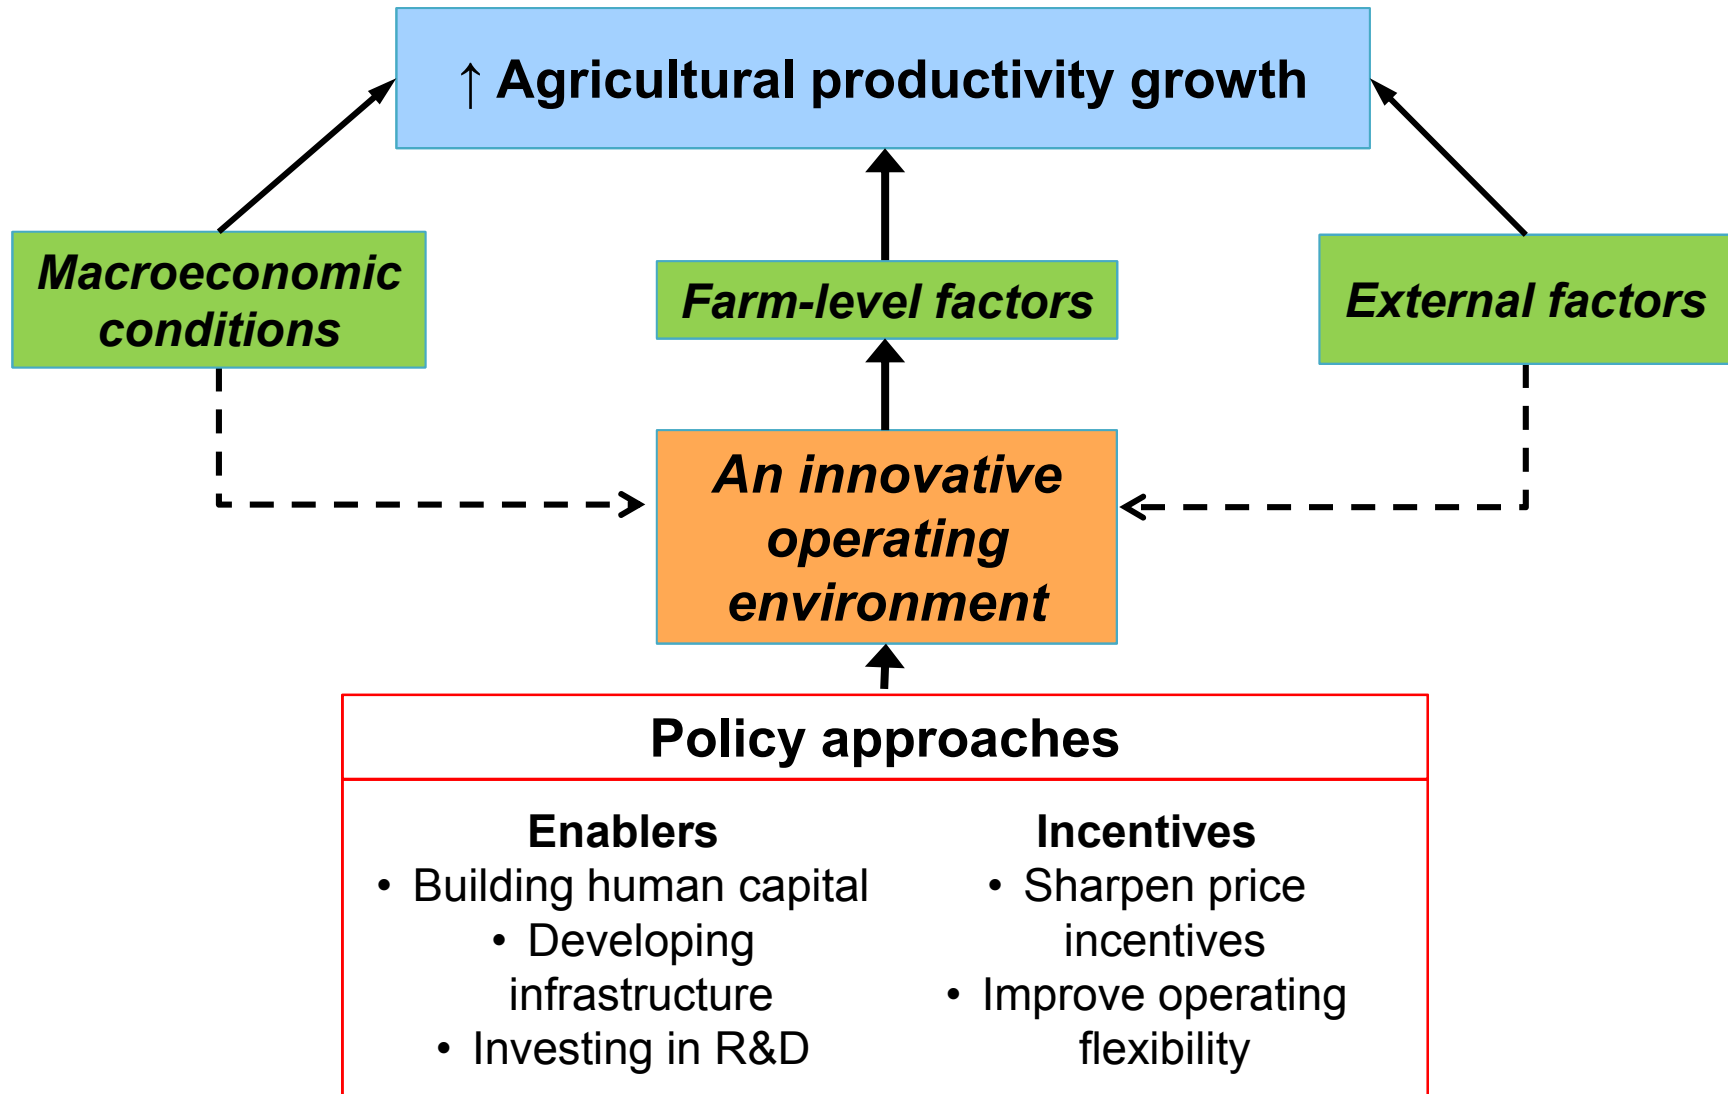 ↑ Agricultural productivity growth
Macroeconomic
conditions
Farm-level factors
External factors
An innovative
operating
environment
Policy approaches
Enablers
• Building human capital
• Developing
infrastructure
• Investing in R&D
Incentives
• Sharpen price
incentives
• Improve operating
flexibility